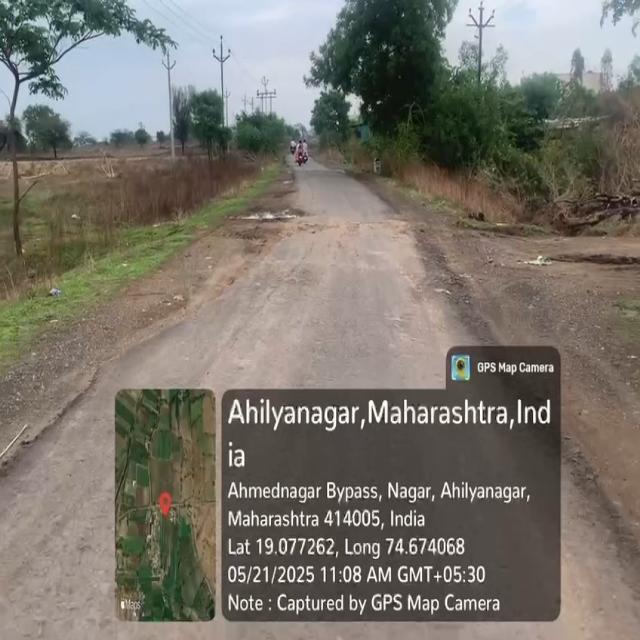 GPS Map Camera
Ahilyanagar,Maharashtra,Ind
ia
Ahmednagar Bypass, Nagar, Ahilyanagar,
Maharashtra 414005, India
Lat 19.077262, Long 74.674068
05/21/2025 11:08 AM GMT+05:30
Note : Captured by GPS Map Camera
Maps